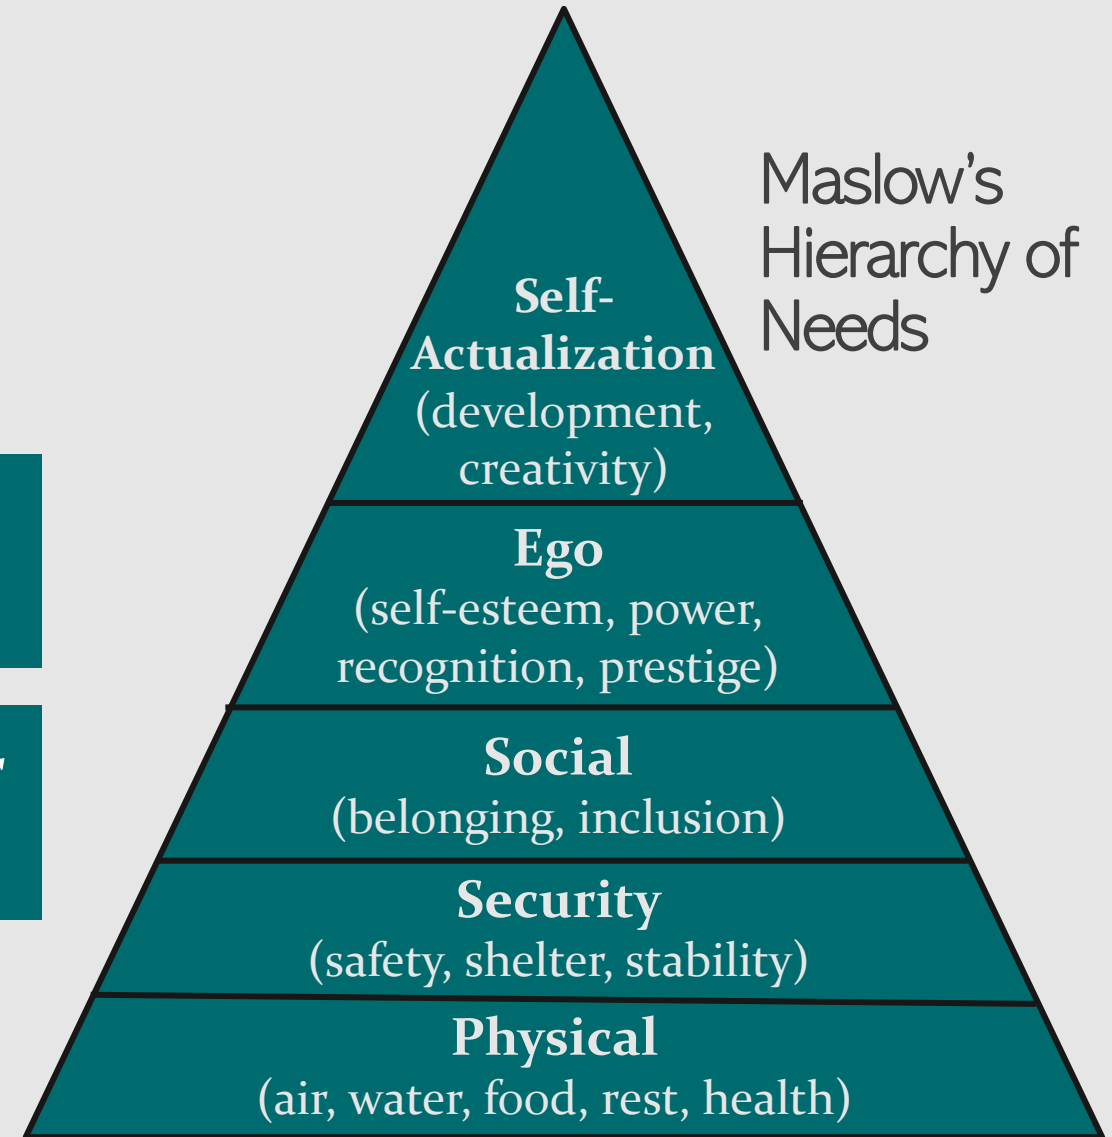 Maslow's
Hierarchy of
Needs
Self-
Actualization
(development,
creativity)
Ego
(self-esteem, power,
recognition, prestige)
Social
(belonging, inclusion)
Security
(safety, shelter, stability)
Physical
(air, water, food, rest, health)